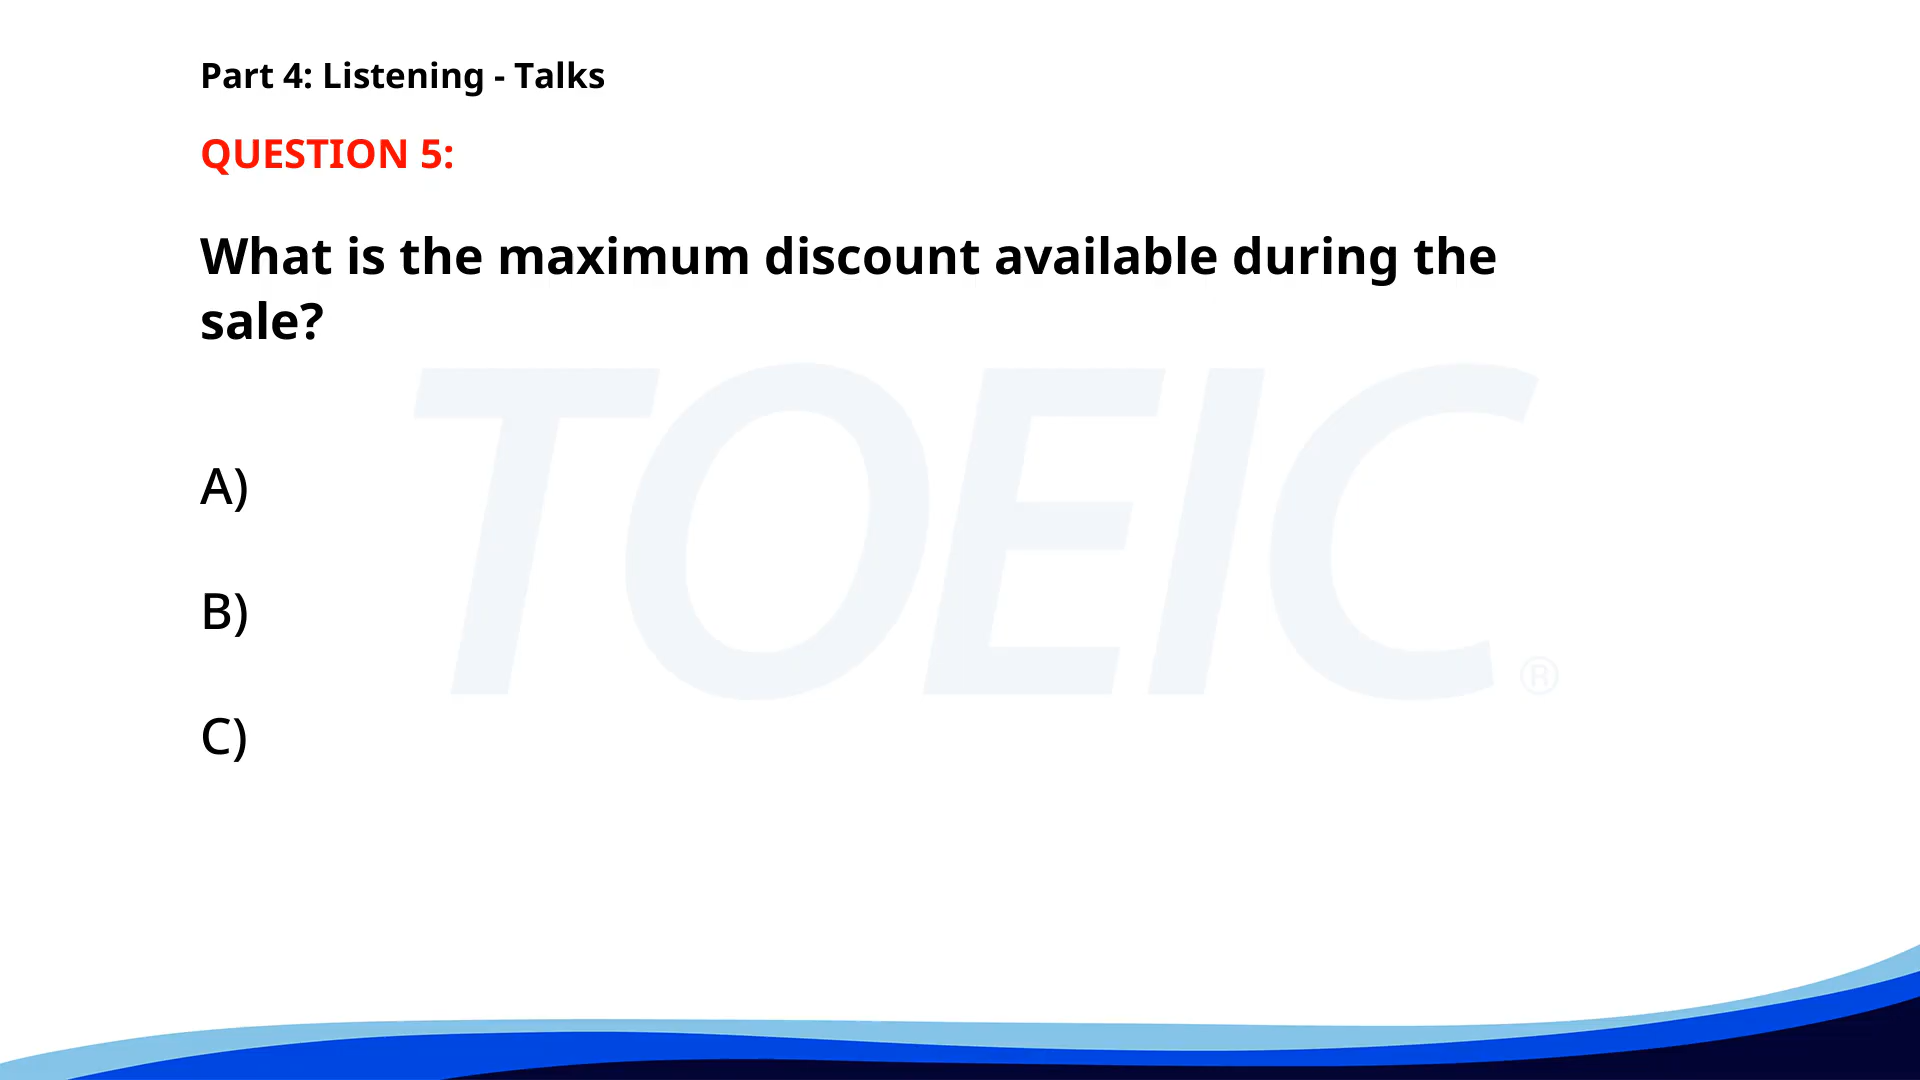 Part 4: Listening - Talks
QUESTION 5:
What is the maximum discount available during the
sale?
TOEIC®
A)
B)
C)